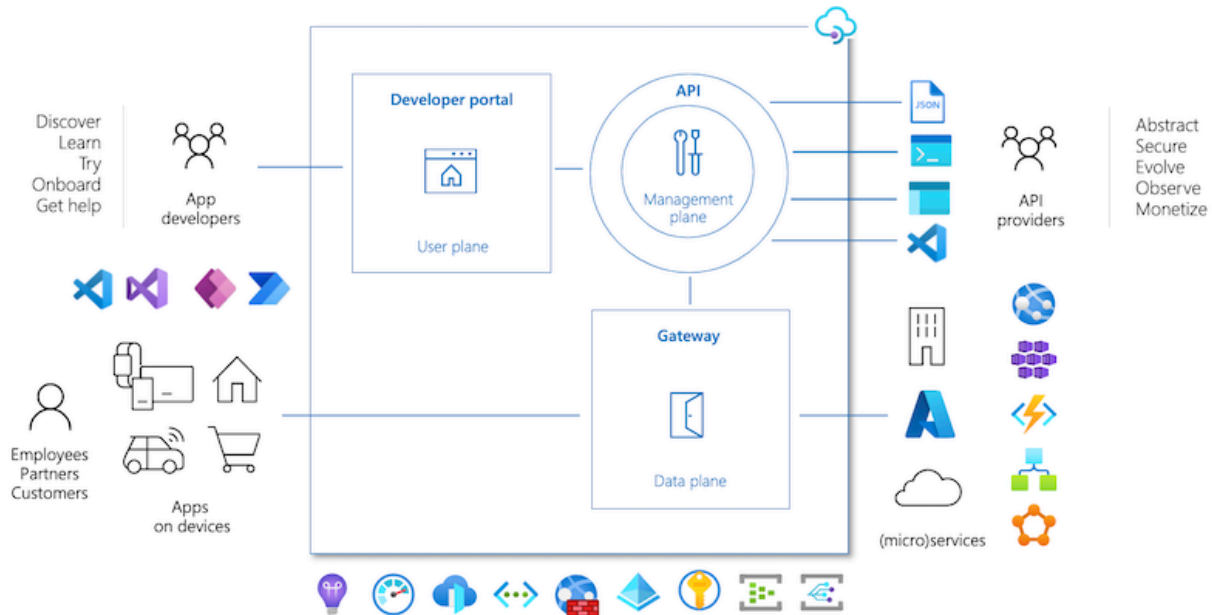 Discover
Learn
Try
Onboard
Get help
App
developers
Developer portal
User plane
API
Management
plane
JSON
API
providers
Abstract
Secure
Evolve
Observe
Monetize
Gateway
Data plane
Employees
Partners
Customers
Apps
on devices
(micro)services